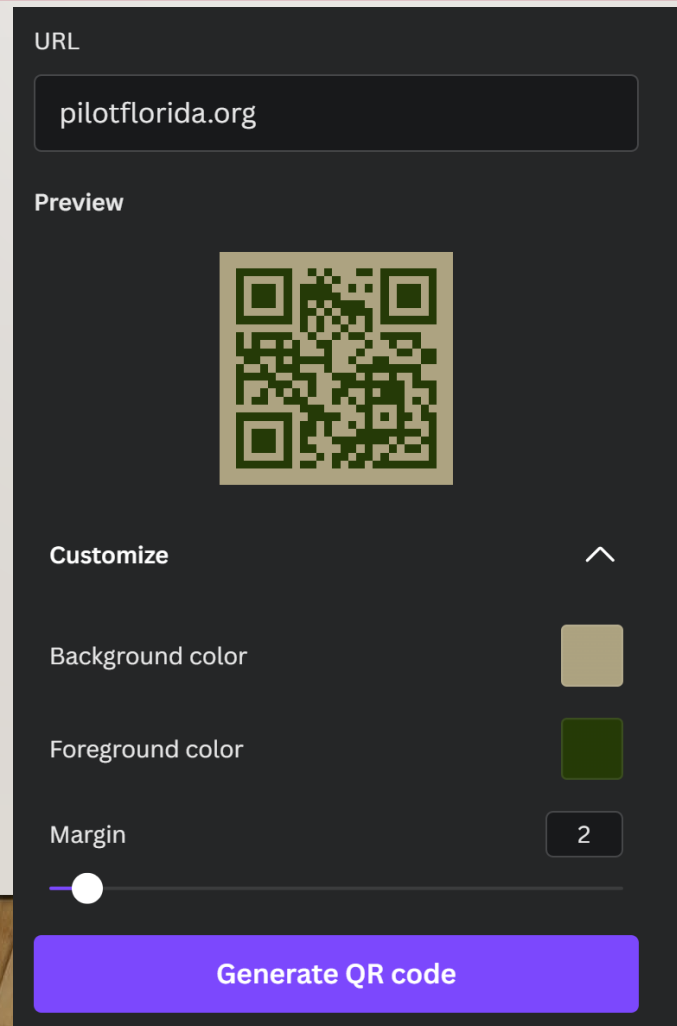 URL
pilotflorida.org
Preview
Customize
Background color
Foreground color
Margin
2
Generate QR code